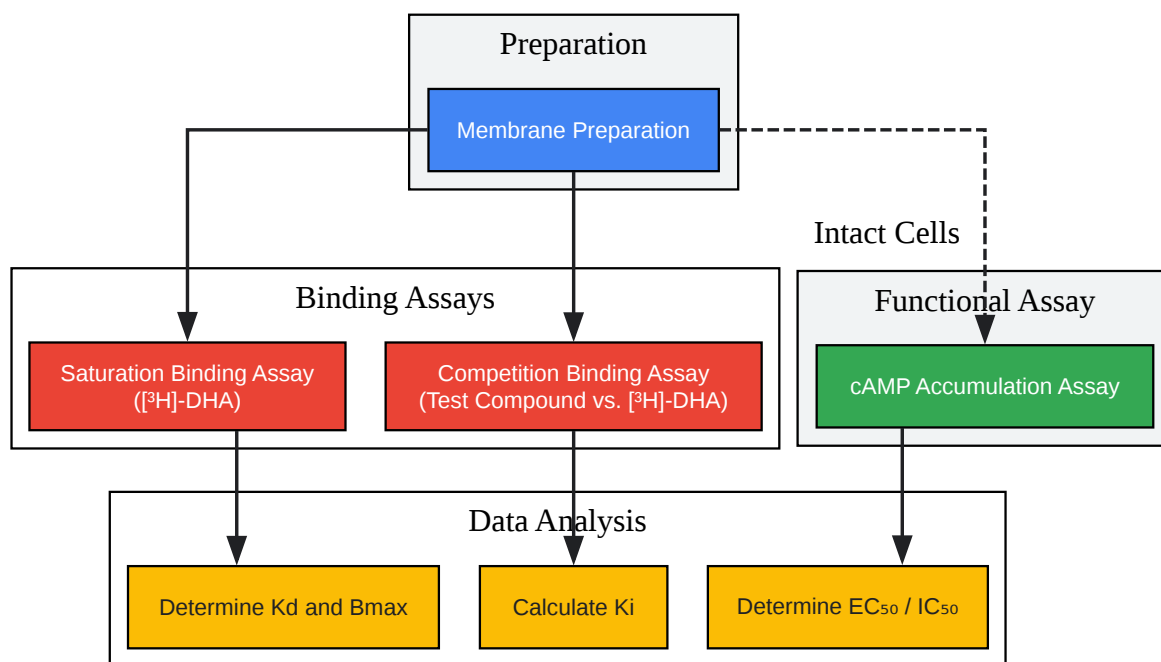 Preparation
Membrane Preparation
Intact Cells
Binding Assays
Functional Assay
Saturation Binding Assay
([³H]-DHA)
Competition Binding Assay
(Test Compound vs. [³H]-DHA)
cAMP Accumulation Assay
Data Analysis
Determine Kd and Bmax
Calculate Ki
Determine EC₅₀ / IC₅₀